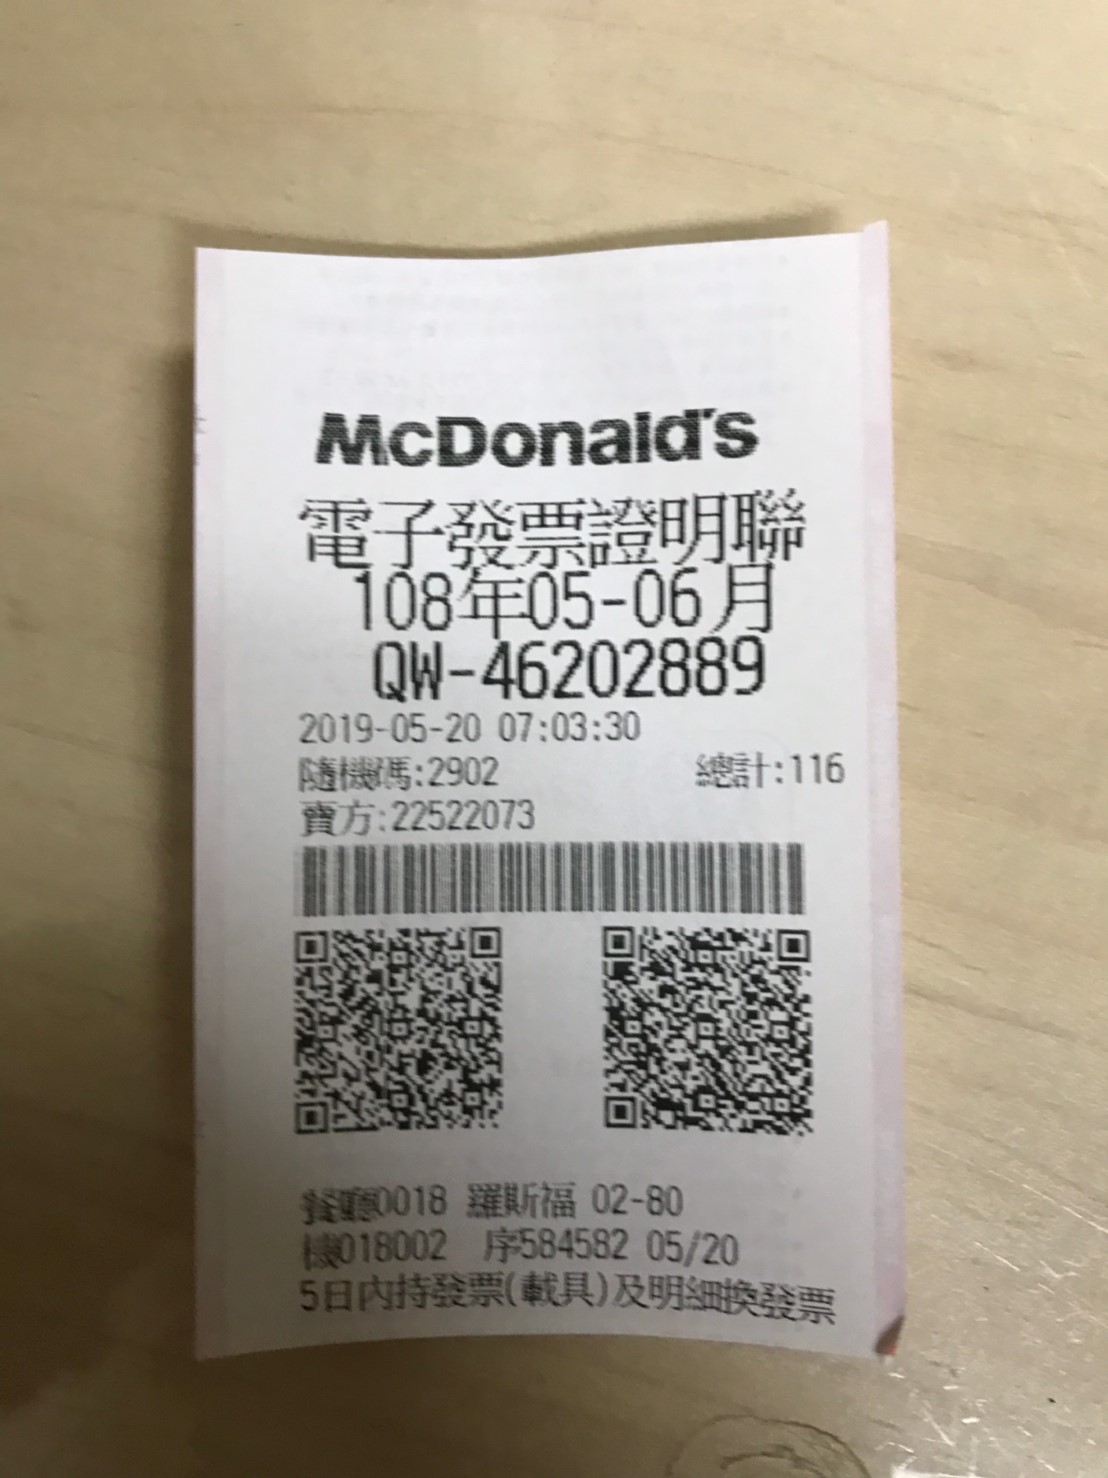 McDonald's
電子發票證明聯
108年05-06月
QW-46202889
2019-05-20 07:03:30
隨機碼:2902 總計:116
賣方:22522073
餐廳0018 羅斯福 02-80
機018002 序584582 05/20
5日內持發票(載具)及明細換發票